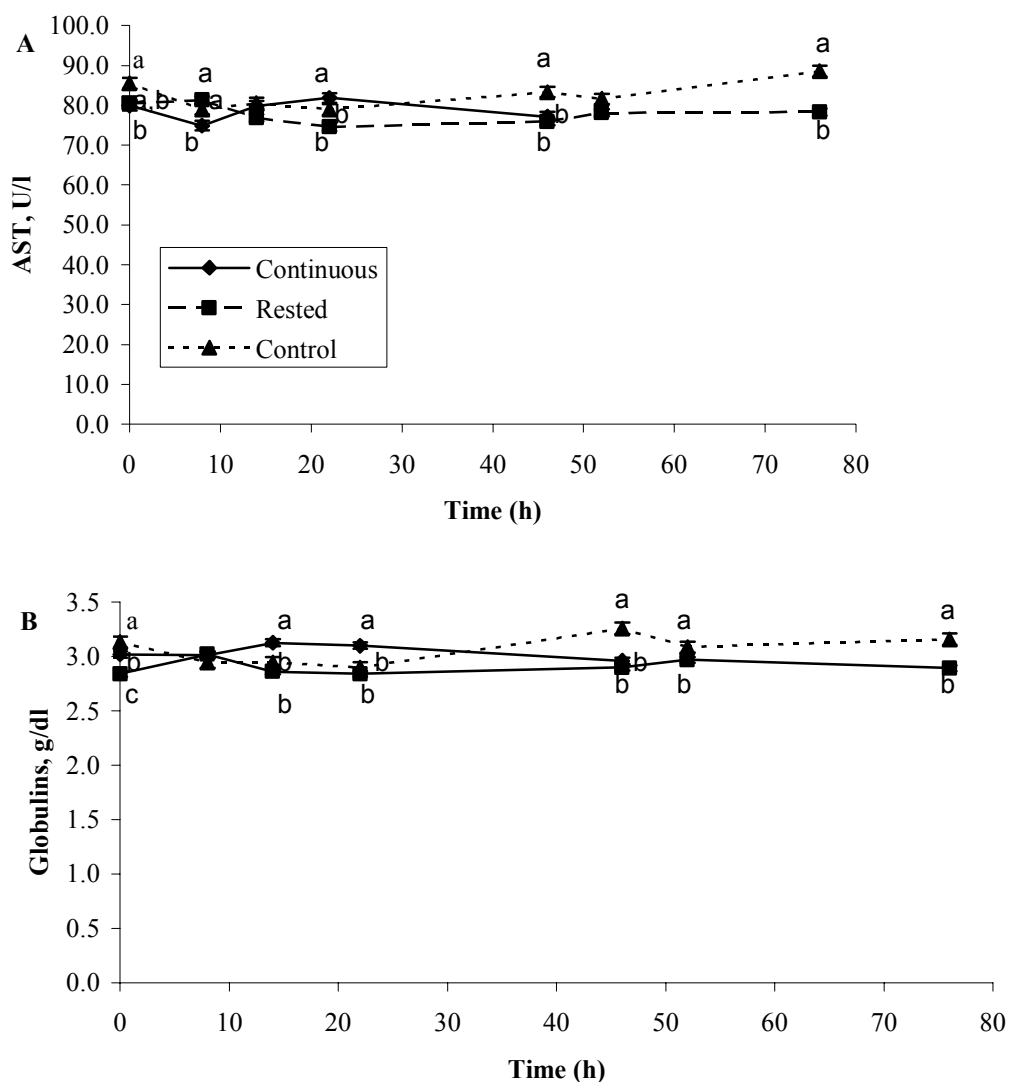 A
100.0
90.0
80.0
70.0
60.0
50.0
40.0
30.0
20.0
10.0
0.0
AST, U/l
a a a a a
a b a b b
b b b b b
Continuous
Rested
Control
0 10 20 30 40 50 60 70 80
Time (h)
B
3.5
3.0
2.5
2.0
1.5
1.0
0.5
0.0
Globulins, g/dl
a a a a a a
b b b b
c b b b b b
0 10 20 30 40 50 60 70 80
Time (h)